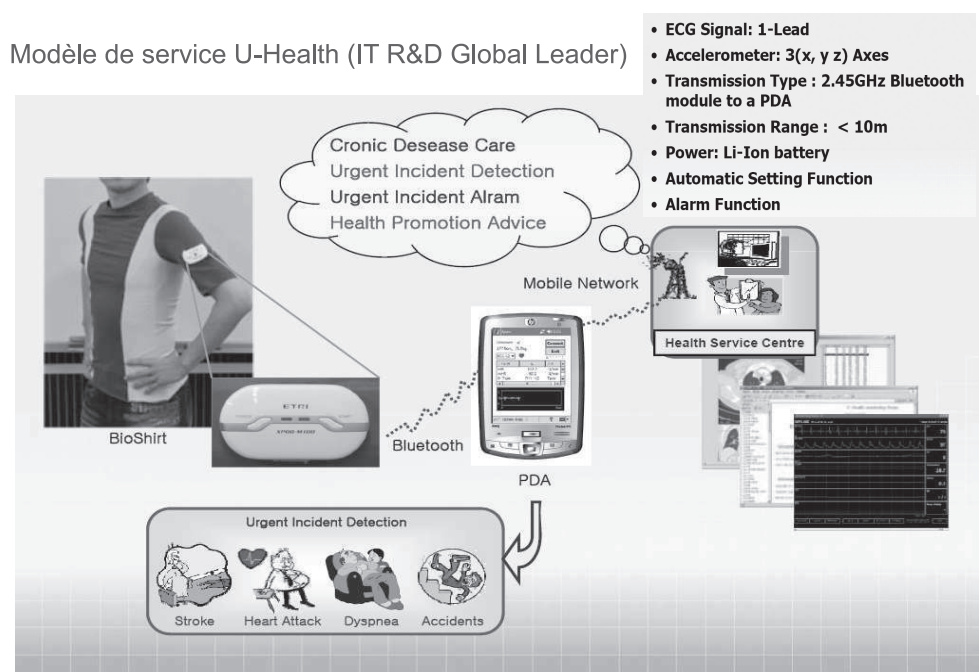 Modèle de service U-Health (IT R&D Global Leader)
• ECG Signal: 1-Lead
• Accelerometer: 3(x, y z) Axes
• Transmission Type : 2.45GHz Bluetooth
module to a PDA
• Transmission Range : < 10m
• Power: Li-Ion battery
• Automatic Setting Function
• Alarm Function
Cronic Desease Care
Urgent Incident Detection
Urgent Incident Alram
Health Promotion Advice
Mobile Network
Health Service Centre
ETRI
BioShirt
Bluetooth
hp
PDA
Urgent Incident Detection
Stroke
Heart Attack
Dyspnea
Accidents